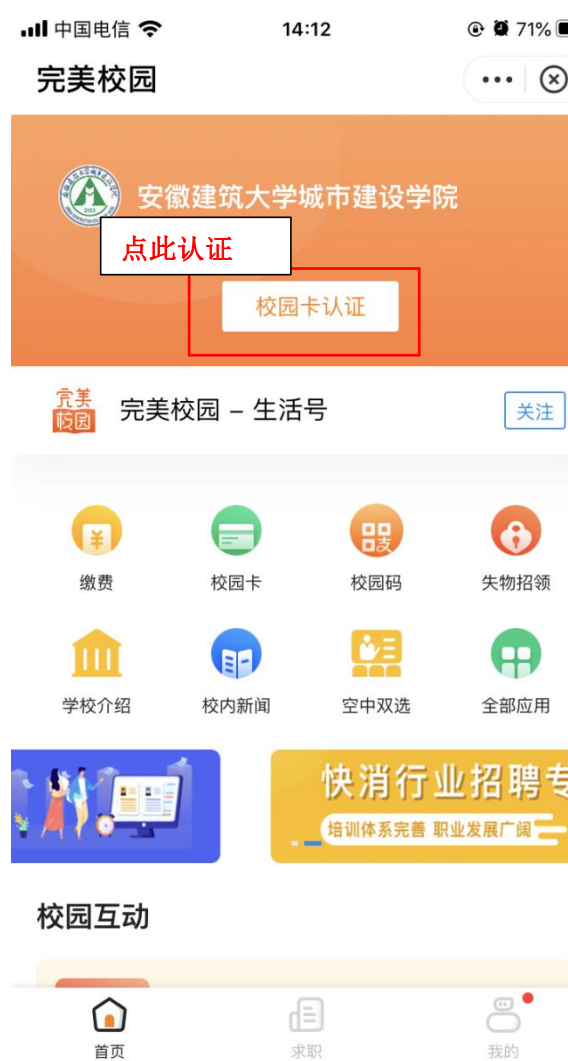 中国电信 14:12 71%
完美校园
安徽建筑大学城市建设学院
点此认证
校园卡认证
完美校园
完美校园 – 生活号 关注
缴费 校园卡 校园码 失物招领
学校介绍 校内新闻 空中双选 全部应用
快消行业招聘专
培训体系完善 职业发展广阔
校园互动
首页 求职 我的